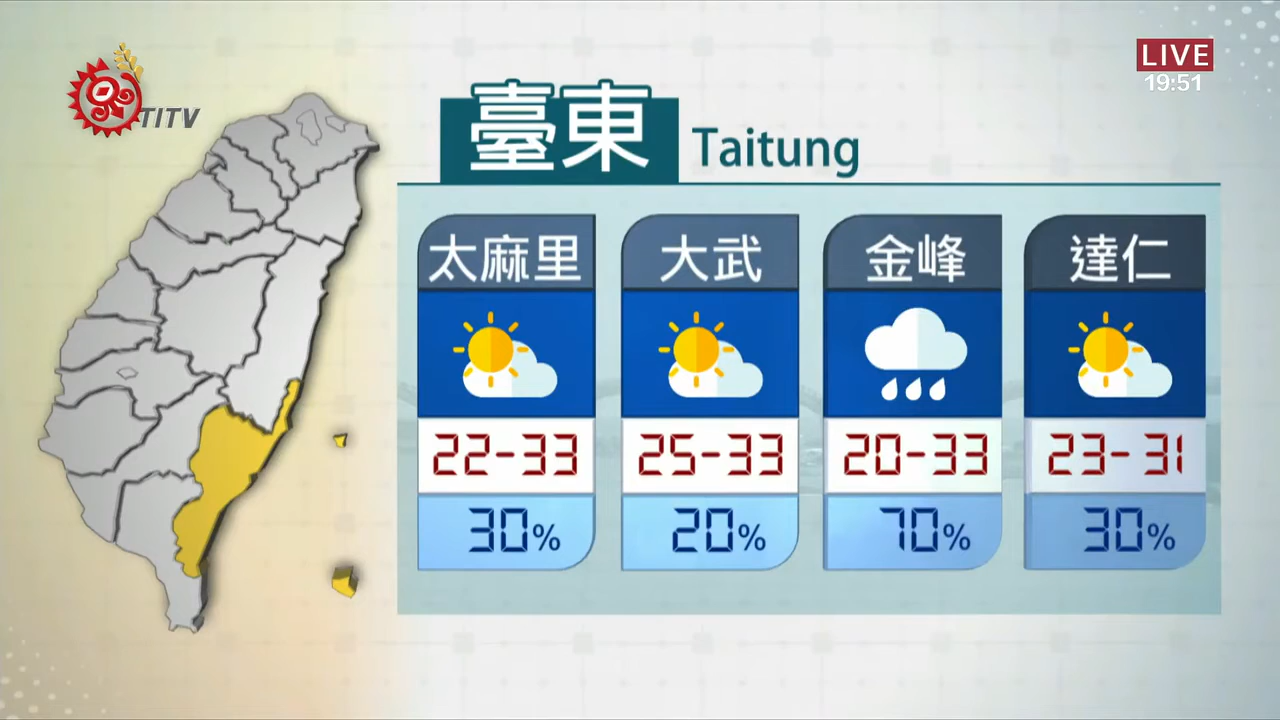 TITV
LIVE
19:51
臺東 Taitung
太麻里 大武 金峰 達仁
22-33 25-33 20-33 23-31
30% 20% 70% 30%